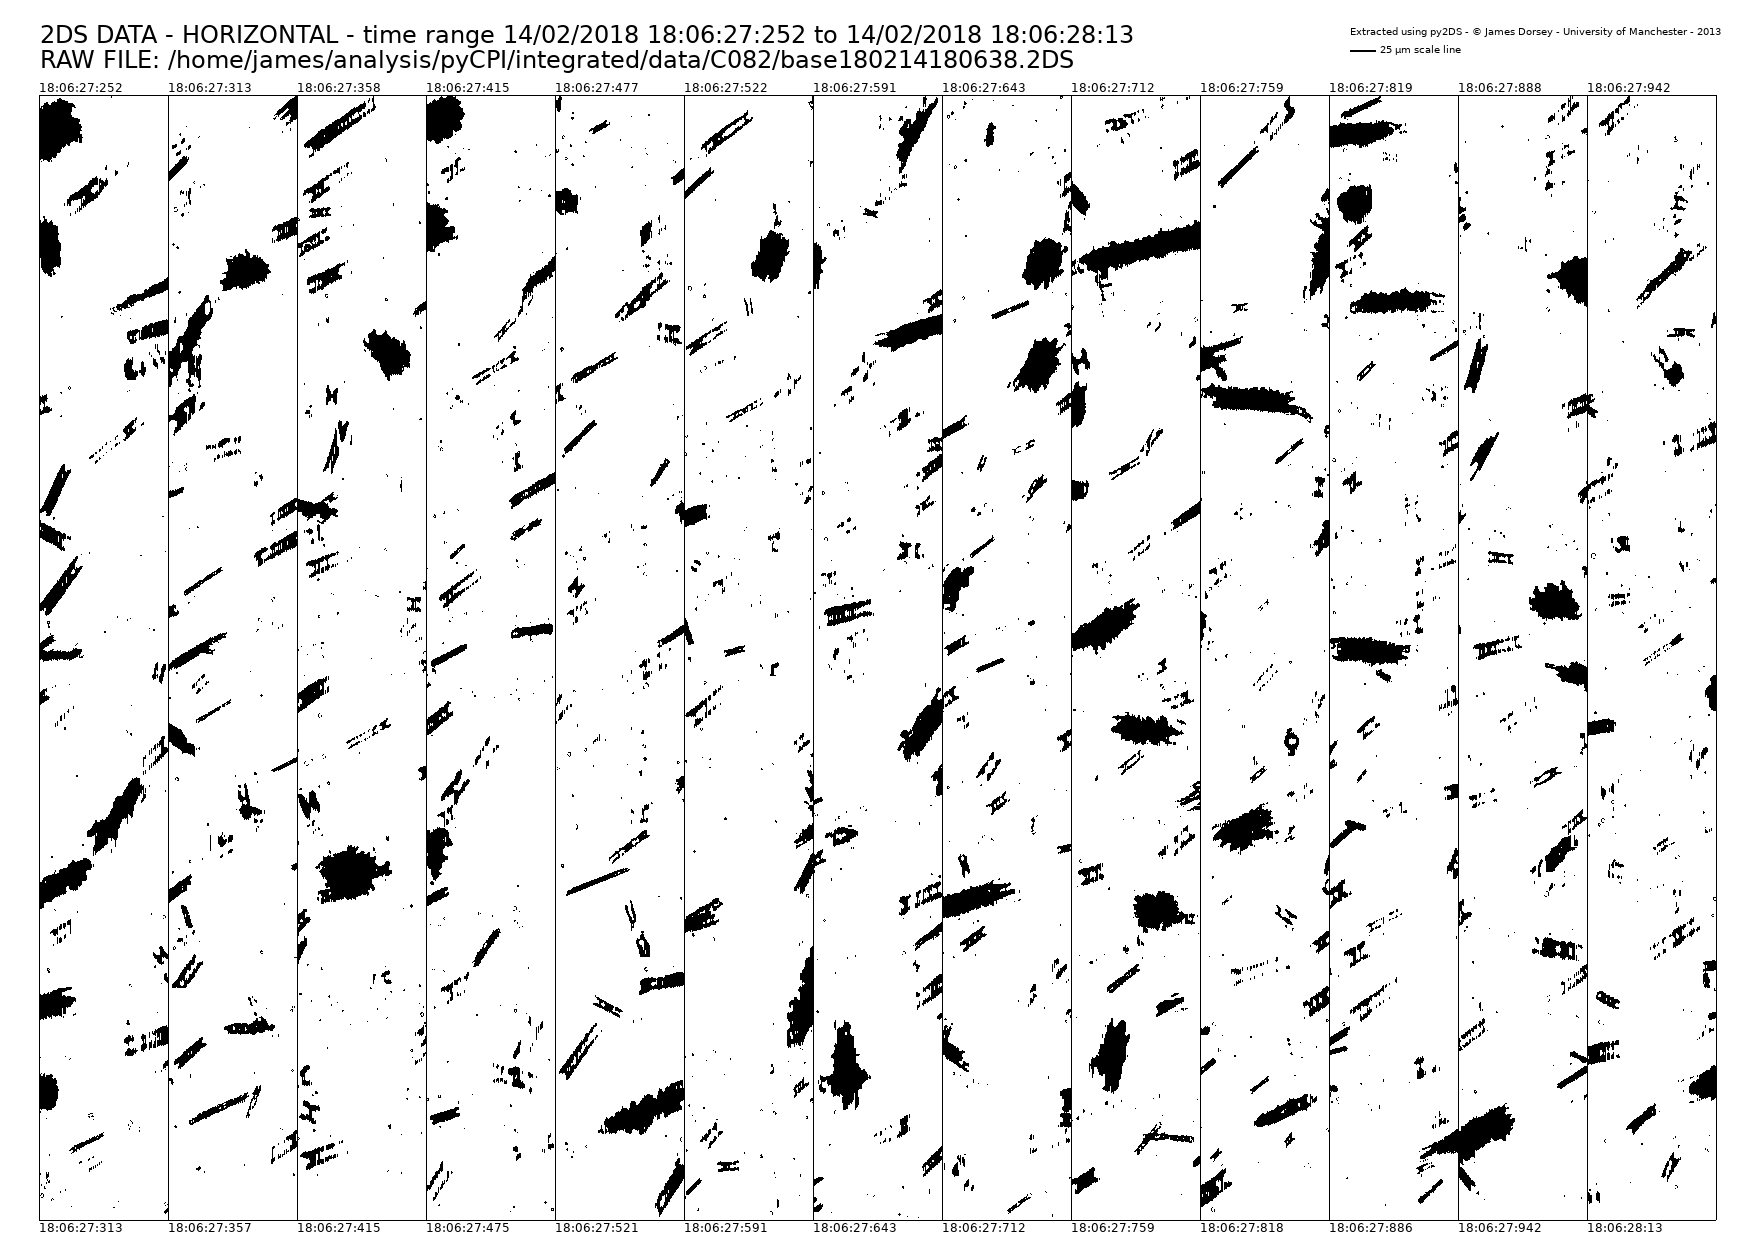 2DS DATA - HORIZONTAL - time range 14/02/2018 18:06:27:252 to 14/02/2018 18:06:28:13
RAW FILE: /home/james/analysis/pyCPI/integrated/data/C082/base180214180638.2DS
Extracted using py2DS - © James Dorsey - University of Manchester - 2013
25 µm scale line
18:06:27:252 18:06:27:313 18:06:27:358 18:06:27:415 18:06:27:477 18:06:27:522 18:06:27:591 18:06:27:643 18:06:27:712 18:06:27:759 18:06:27:819 18:06:27:888 18:06:27:942
18:06:27:313 18:06:27:357 18:06:27:415 18:06:27:475 18:06:27:521 18:06:27:591 18:06:27:643 18:06:27:712 18:06:27:759 18:06:27:818 18:06:27:886 18:06:27:942 18:06:28:13